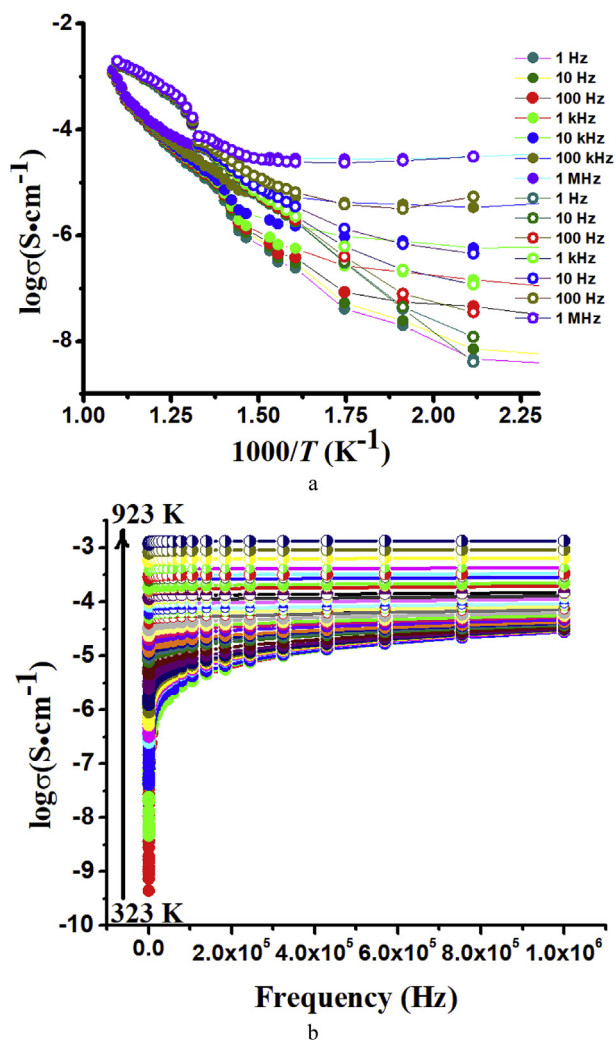 -2
-4
-6
-8
logσ(S•cm⁻¹)
1.00 1.25 1.50 1.75 2.00 2.25
1000/T (K⁻¹)
1 Hz
10 Hz
100 Hz
1 kHz
10 kHz
100 kHz
1 MHz
1 Hz
10 Hz
100 Hz
1 kHz
10 Hz
100 Hz
1 MHz
a
923 K
-3
-4
-5
-6
-7
-8
-9
-10
logσ(S•cm⁻¹)
323 K
0.0 2.0x10⁵ 4.0x10⁵ 6.0x10⁵ 8.0x10⁵ 1.0x10⁶
Frequency (Hz)
b